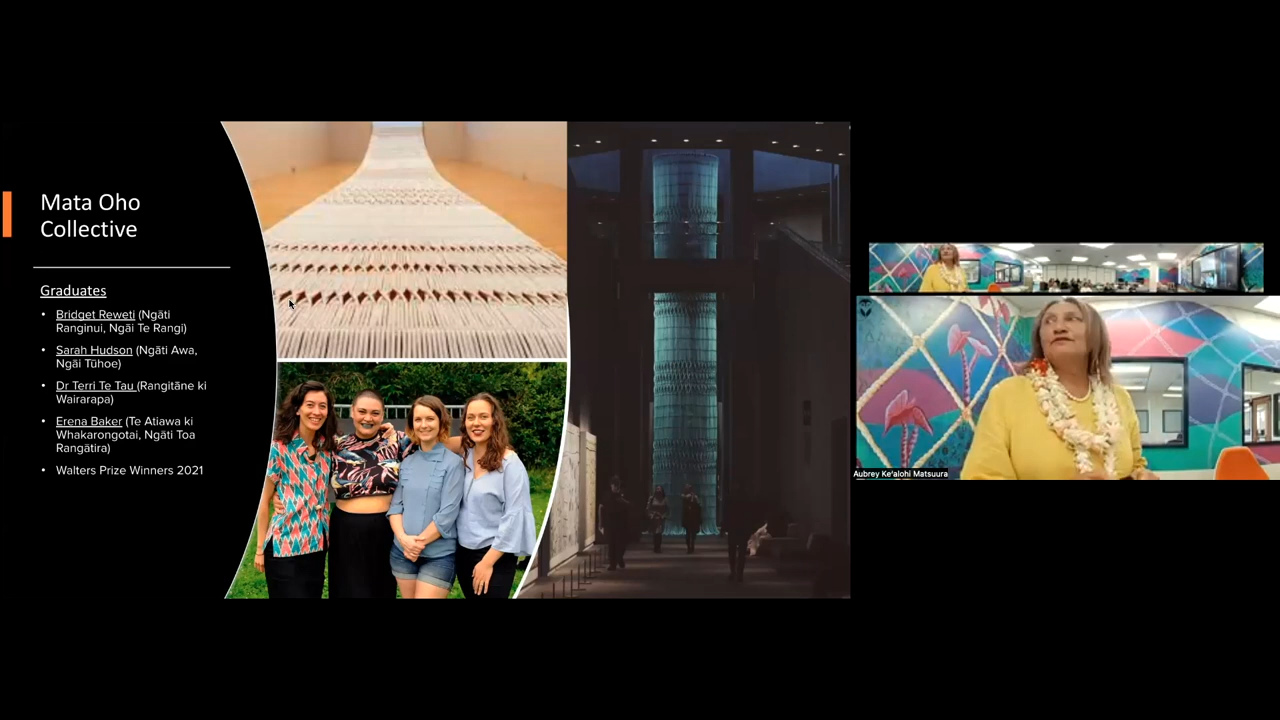 Mata Oho
Collective
Graduates
• Bridget Reweti (Ngāti
Ranginui, Ngāi Te Rangi)
• Sarah Hudson (Ngāti Awa,
Ngāi Tūhoe)
• Dr Terri Te Tau (Rangitāne ki
Wairarapa)
• Erena Baker (Te Atiawa ki
Whakarongotai, Ngāti Toa
Rangātira)
• Walters Prize Winners 2021
Aubrey Keʻalohi Matsuura